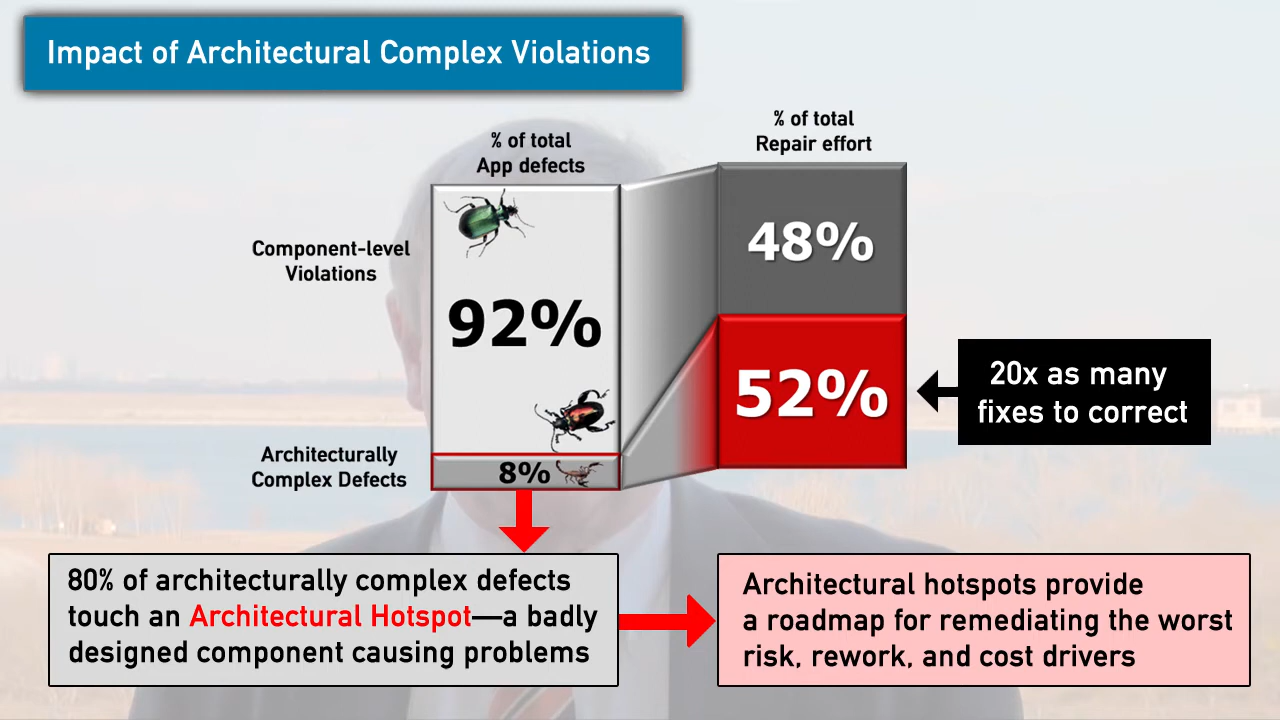 Impact of Architectural Complex Violations
% of total
App defects
% of total
Repair effort
Component-level
Violations
92%
48%
52%
20x as many
fixes to correct
Architecturally
Complex Defects
8%
80% of architecturally complex defects
touch an Architectural Hotspot—a badly
designed component causing problems
Architectural hotspots provide
a roadmap for remediating the worst
risk, rework, and cost drivers